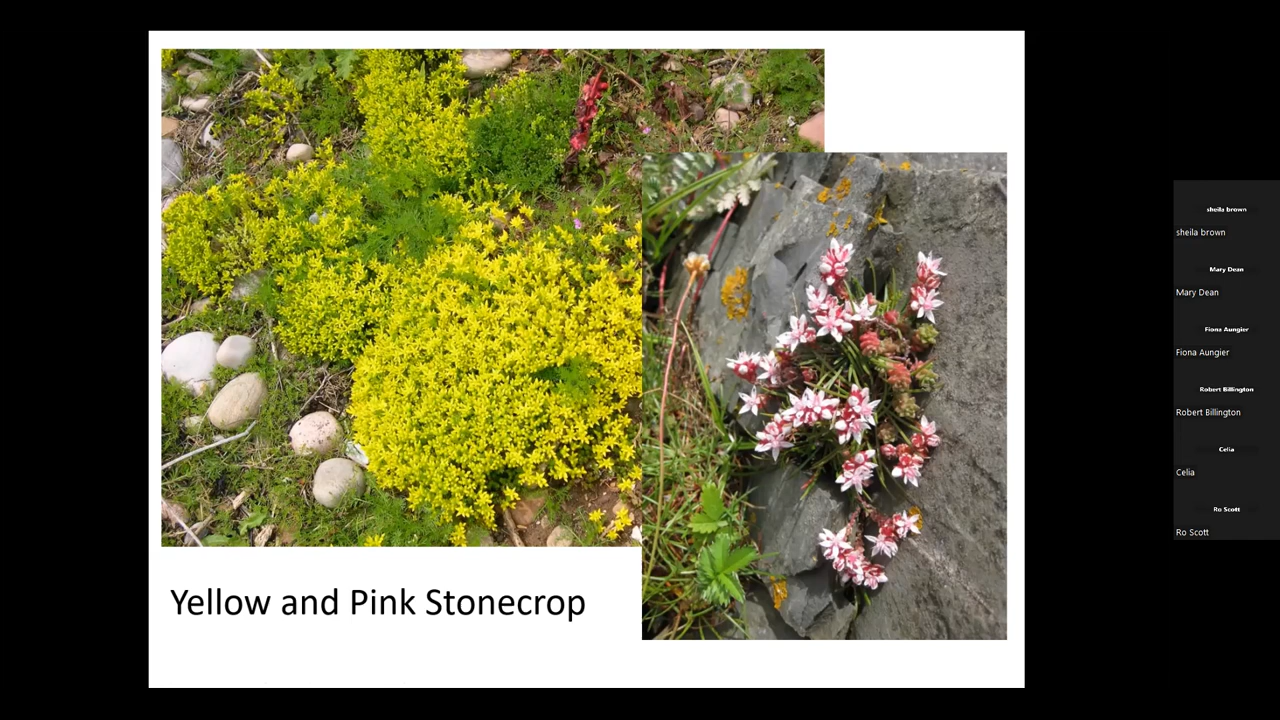 Yellow and Pink Stonecrop
sheila brown
sheila brown
Mary Dean
Mary Dean
Fiona Aungier
Fiona Aungier
Robert Billington
Robert Billington
Celia
Celia
Ro Scott
Ro Scott